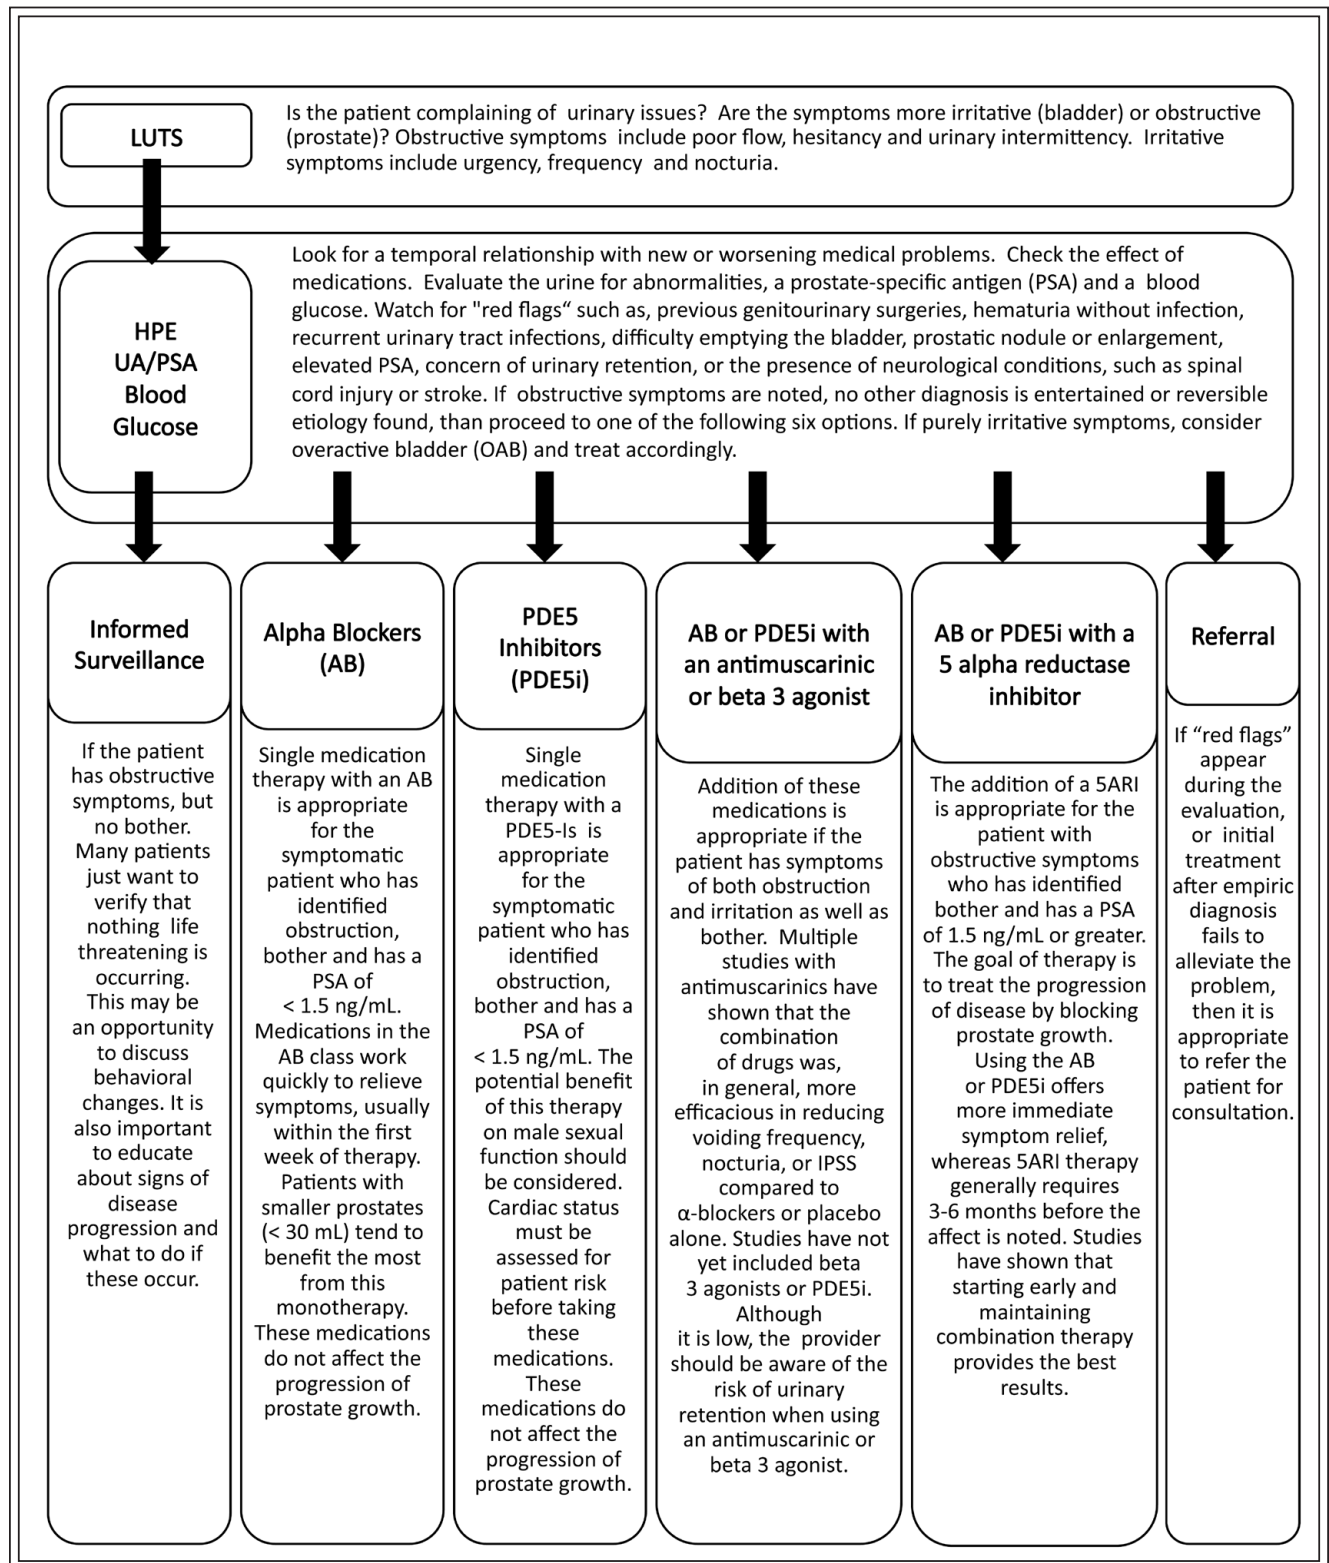 LUTS
Is the patient complaining of urinary issues? Are the symptoms more irritative (bladder) or obstructive
(prostate)? Obstructive symptoms include poor flow, hesitancy and urinary intermittency. Irritative
symptoms include urgency, frequency and nocturia.
HPE
UA/PSA
Blood
Glucose
Look for a temporal relationship with new or worsening medical problems. Check the effect of
medications. Evaluate the urine for abnormalities, a prostate-specific antigen (PSA) and a blood
glucose. Watch for "red flags“ such as, previous genitourinary surgeries, hematuria without infection,
recurrent urinary tract infections, difficulty emptying the bladder, prostatic nodule or enlargement,
elevated PSA, concern of urinary retention, or the presence of neurological conditions, such as spinal
cord injury or stroke. If obstructive symptoms are noted, no other diagnosis is entertained or reversible
etiology found, than proceed to one of the following six options. If purely irritative symptoms, consider
overactive bladder (OAB) and treat accordingly.
Informed
Surveillance
If the patient
has obstructive
symptoms, but
no bother.
Many patients
just want to
verify that
nothing life
threatening is
occurring.
This may be
an opportunity
to discuss
behavioral
changes. It is
also important
to educate
about signs of
disease
progression and
what to do if
these occur.
Alpha Blockers
(AB)
Single medication
therapy with an AB
is appropriate
for the
symptomatic
patient who has
identified
obstruction,
bother and has a
PSA of
< 1.5 ng/mL.
Medications in the
AB class work
quickly to relieve
symptoms, usually
within the first
week of therapy.
Patients with
smaller prostates
(< 30 mL) tend to
benefit the most
from this
monotherapy.
These medications
do not affect the
progression of
prostate growth.
PDE5
Inhibitors
(PDE5i)
Single
medication
therapy with a
PDE5-Is is
appropriate
for the
symptomatic
patient who has
identified
obstruction,
bother and has a
PSA of
< 1.5 ng/mL. The
potential benefit
of this therapy
on male sexual
function should
be considered.
Cardiac status
must be
assessed for
patient risk
before taking
these
medications.
These
medications do
not affect the
progression of
prostate growth.
AB or PDE5i with
an antimuscarinic
or beta 3 agonist
Addition of these
medications is
appropriate if the
patient has symptoms
of both obstruction
and irritation as well as
bother. Multiple
studies with
antimuscarinics have
shown that the
combination
of drugs was,
in general, more
efficacious in reducing
voiding frequency,
nocturia, or IPSS
compared to
α-blockers or placebo
alone. Studies have not
yet included beta
3 agonists or PDE5i.
Although
it is low, the provider
should be aware of the
risk of urinary
retention when using
an antimuscarinic or
beta 3 agonist.
AB or PDE5i with a
5 alpha reductase
inhibitor
The addition of a 5ARI
is appropriate for the
patient with
obstructive symptoms
who has identified
bother and has a PSA
of 1.5 ng/mL or greater.
The goal of therapy is
to treat the progression
of disease by blocking
prostate growth.
Using the AB
or PDE5i offers
more immediate
symptom relief,
whereas 5ARI therapy
generally requires
3-6 months before the
affect is noted. Studies
have shown that
starting early and
maintaining
combination therapy
provides the best
results.
Referral
If “red flags”
appear
during the
evaluation,
or initial
treatment
after empiric
diagnosis
fails to
alleviate the
problem,
then it is
appropriate
to refer the
patient for
consultation.